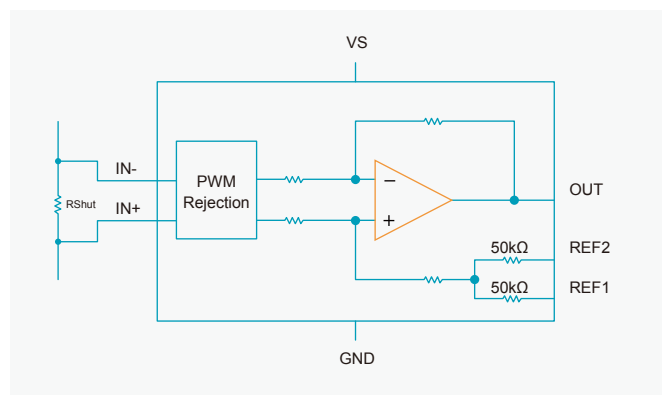 VS
IN-
PWM
Rejection
RShut
IN+
−
+
OUT
50kΩ
REF2
50kΩ
REF1
GND